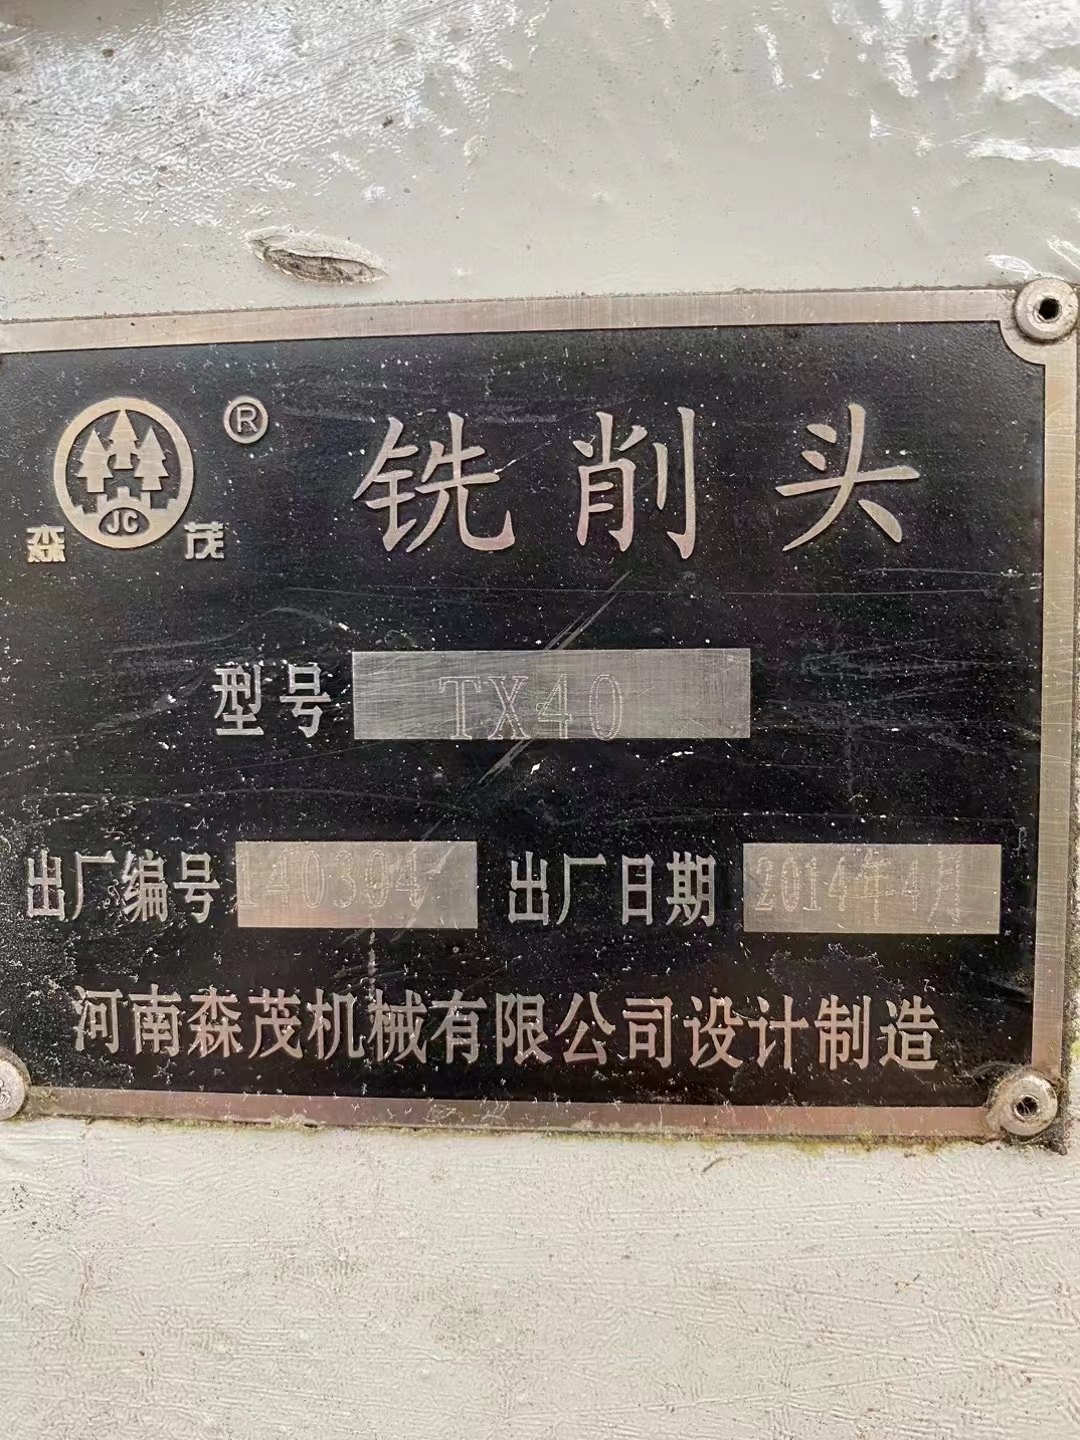 JC
森 茂 ®
铣削头
型号 TX40
出厂编号 140304 出厂日期 2014年4月
河南森茂机械有限公司设计制造